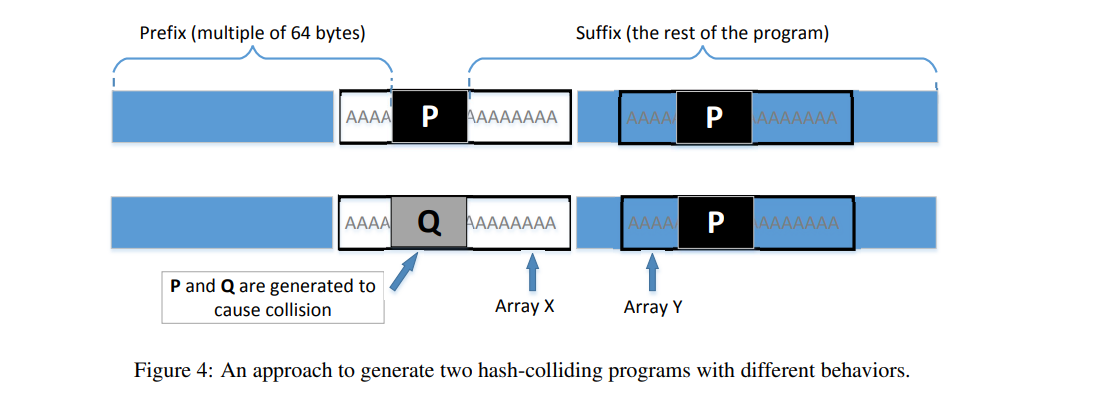 Prefix (multiple of 64 bytes) Suffix (the rest of the program)
AAAA P AAAAAAAA AAAA P AAAAAAA
AAAA Q AAAAAAAA AAAA P AAAAAAA
P and Q are generated to
cause collision
Array X Array Y
Figure 4: An approach to generate two hash-colliding programs with different behaviors.